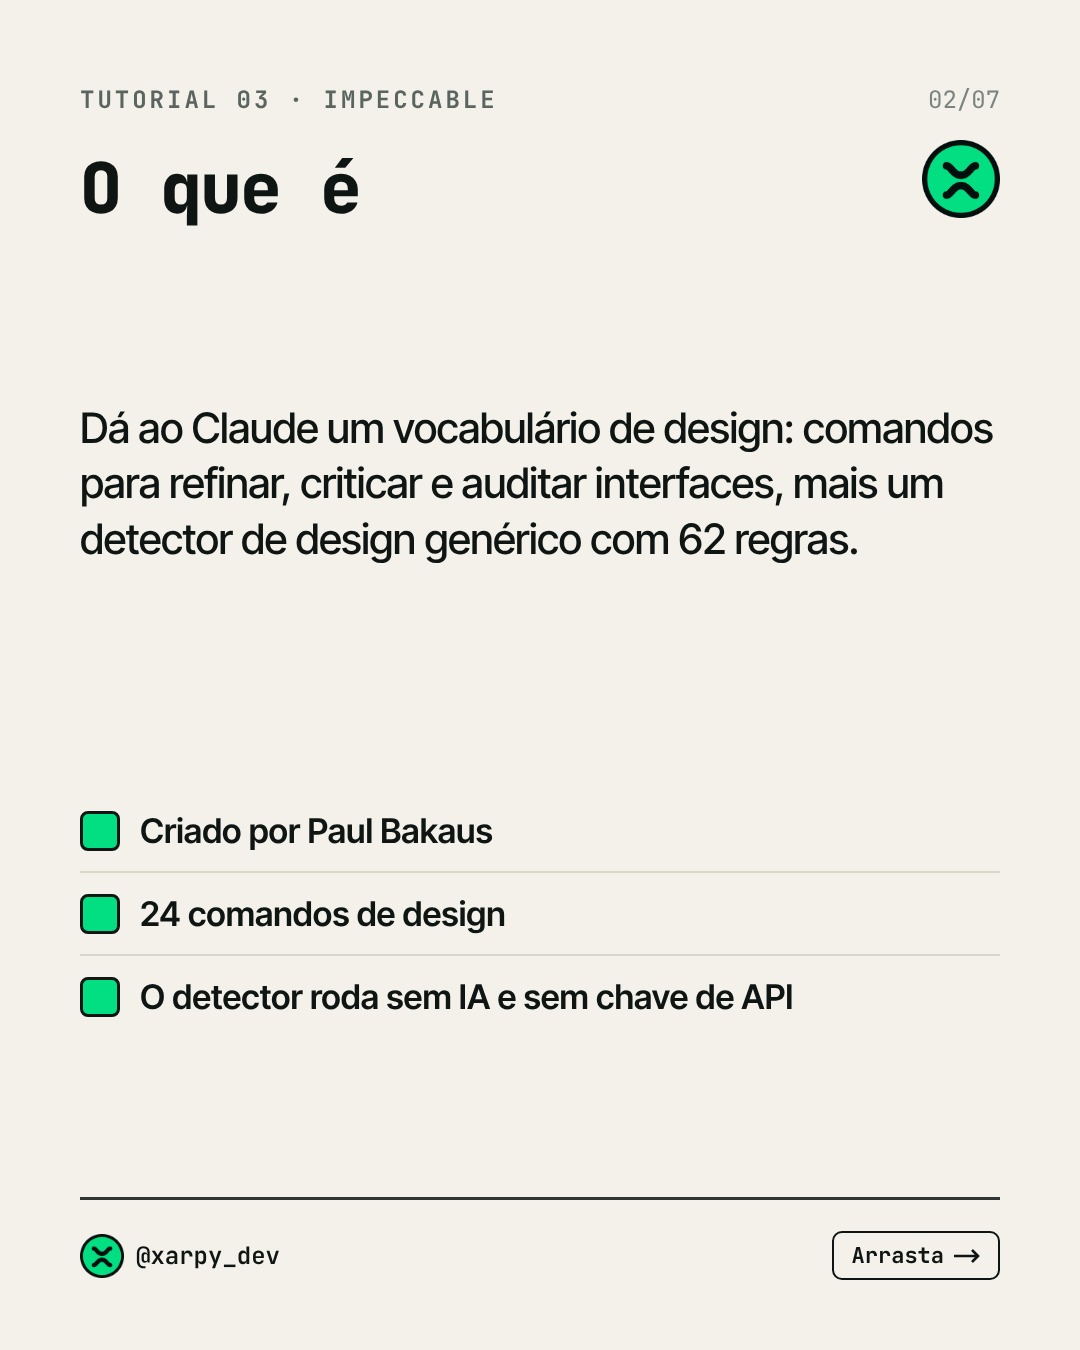 TUTORIAL 03 · IMPECCABLE
02/07
O que é
Dá ao Claude um vocabulário de design: comandos
para refinar, criticar e auditar interfaces, mais um
detector de design genérico com 62 regras.
Criado por Paul Bakaus
24 comandos de design
O detector roda sem IA e sem chave de API
@xarpy_dev
Arrasta →